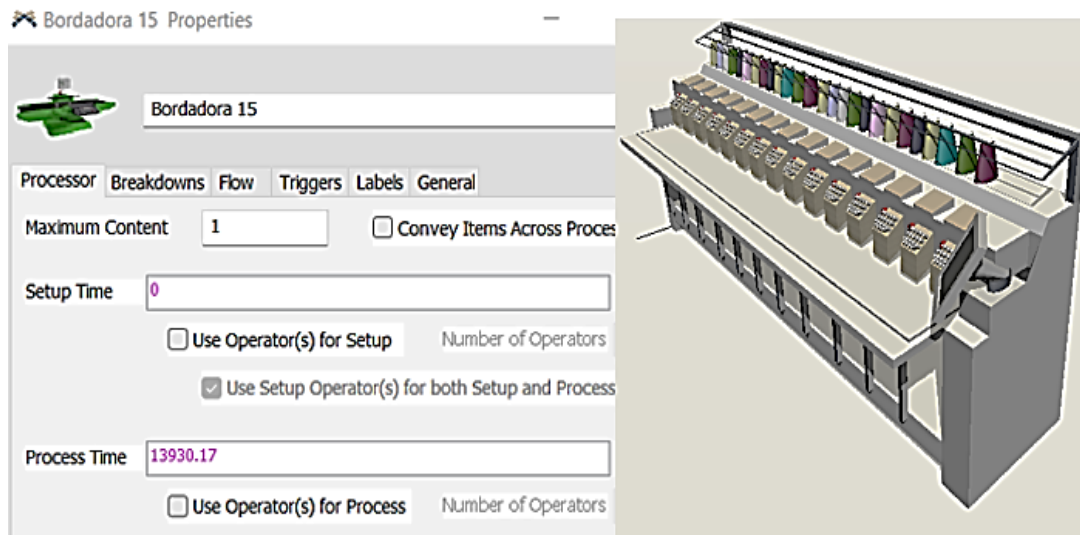 Bordadora 15 Properties
Bordadora 15
Processor Breakdowns Flow Triggers Labels General
Maximum Content 1 Convey Items Across Proces
Setup Time 0
Use Operator(s) for Setup Number of Operators
Use Setup Operator(s) for both Setup and Process
Process Time 13930.17
Use Operator(s) for Process Number of Operators